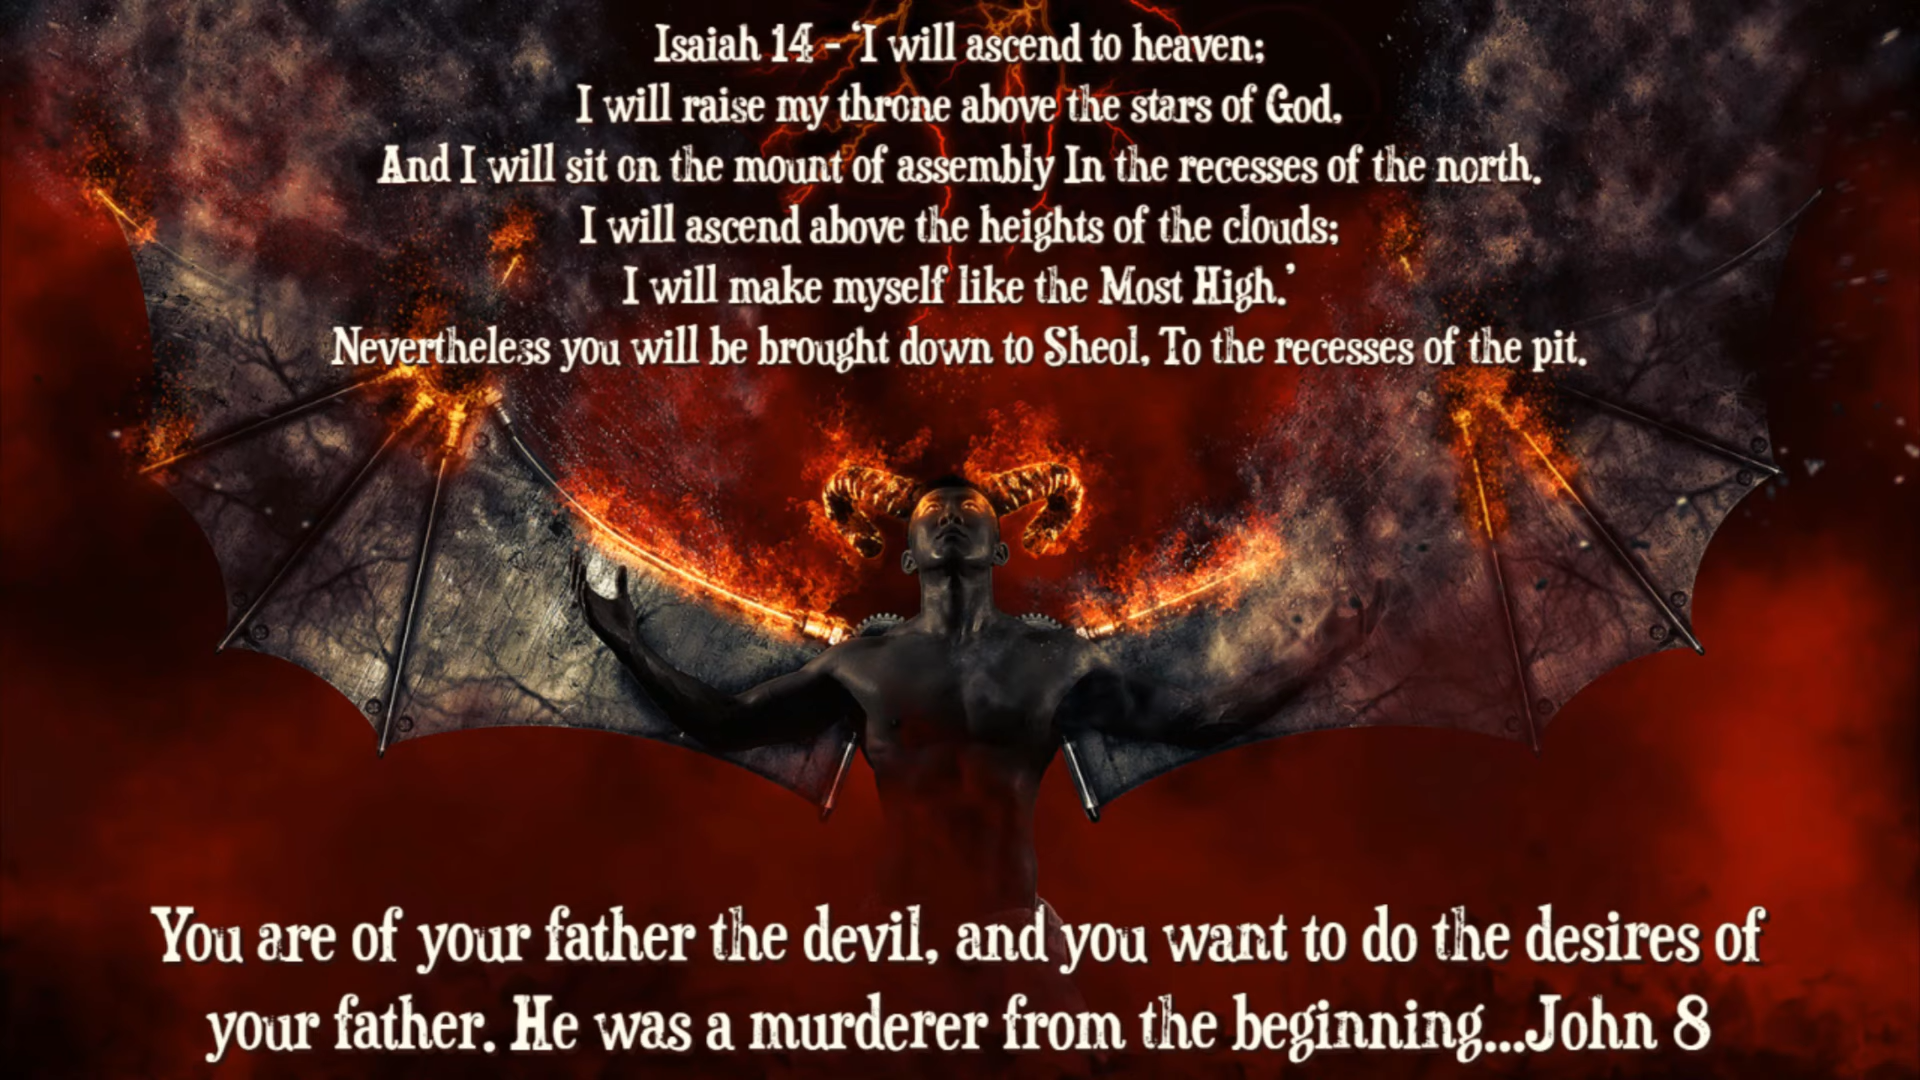 Isaiah 14 - 'I will ascend to heaven;
I will raise my throne above the stars of God,
And I will sit on the mount of assembly In the recesses of the north.
I will ascend above the heights of the clouds;
I will make myself like the Most High.'
Nevertheless you will be brought down to Sheol, To the recesses of the pit.
You are of your father the devil, and you want to do the desires of
your father. He was a murderer from the beginning...John 8